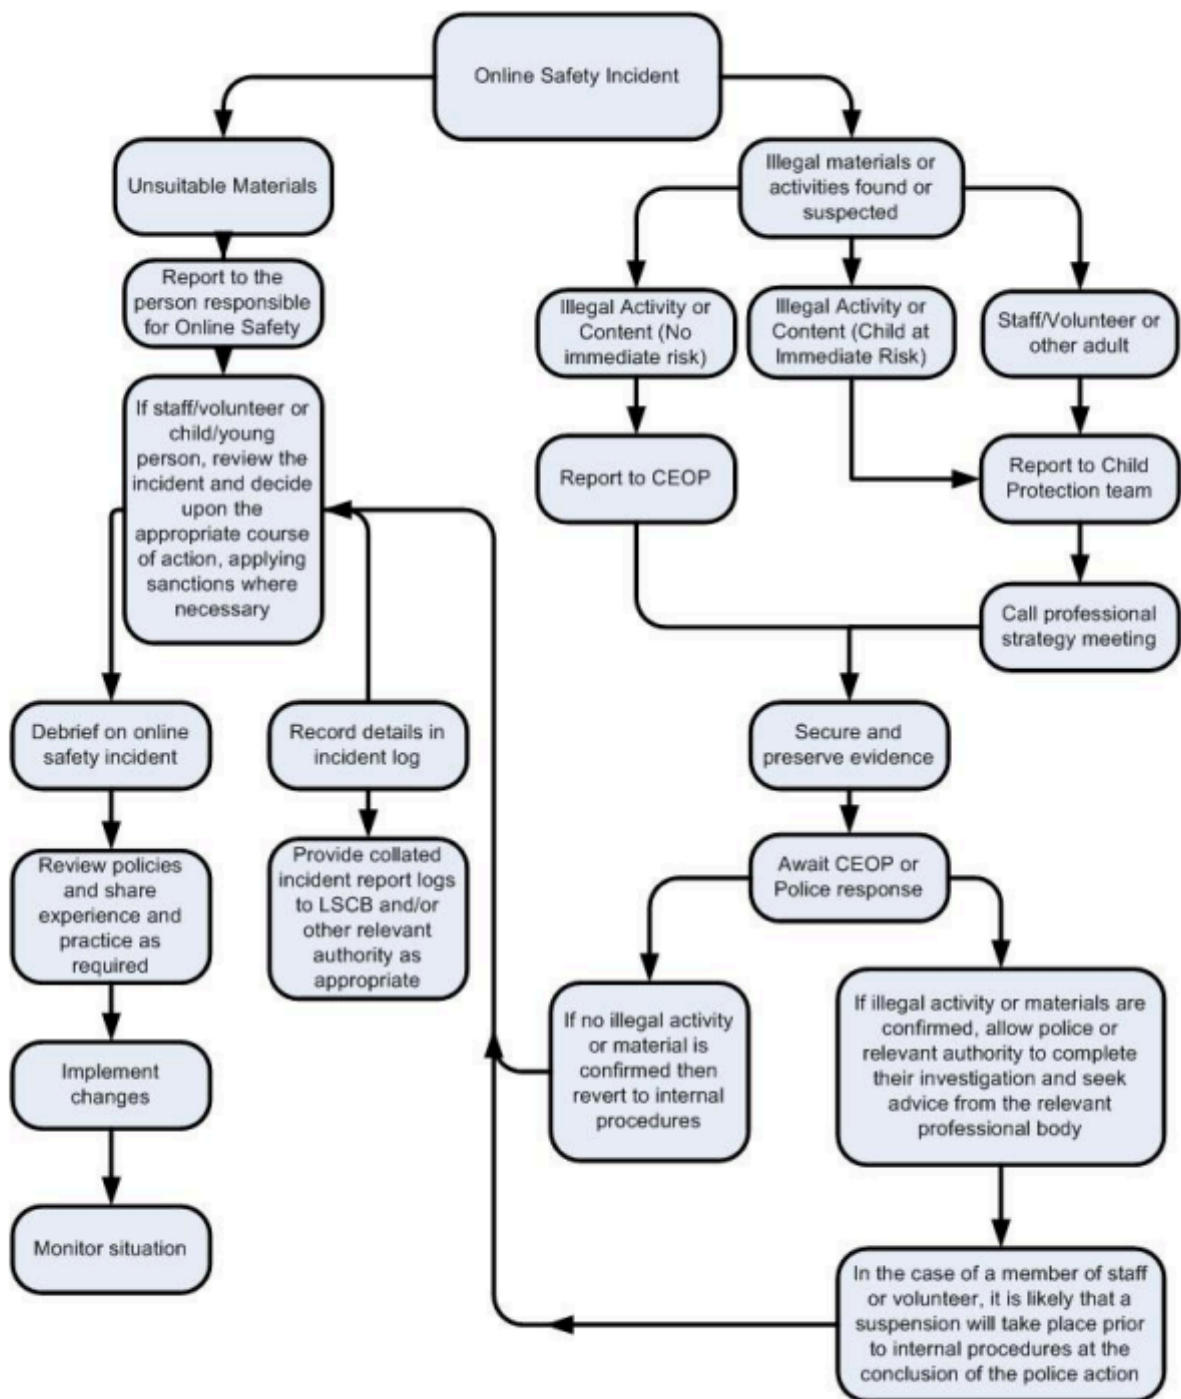 Online Safety Incident
Unsuitable Materials
Report to the
person responsible
for Online Safety
If staff/volunteer or
child/young
person, review the
incident and decide
upon the
appropriate course
of action, applying
sanctions where
necessary
Debrief on online
safety incident
Review policies
and share
experience and
practice as
required
Implement
changes
Monitor situation
Record details in
incident log
Provide collated
incident report logs
to LSCB and/or
other relevant
authority as
appropriate
Illegal materials or
activities found or
suspected
Illegal Activity or
Content (No
immediate risk)
Illegal Activity or
Content (Child at
Immediate Risk)
Staff/Volunteer or
other adult
Report to CEOP
Report to Child
Protection team
Call professional
strategy meeting
Secure and
preserve evidence
Await CEOP or
Police response
If no illegal activity
or material is
confirmed then
revert to internal
procedures
If illegal activity or materials are
confirmed, allow police or
relevant authority to complete
their investigation and seek
advice from the relevant
professional body
In the case of a member of staff
or volunteer, it is likely that a
suspension will take place prior
to internal procedures at the
conclusion of the police action